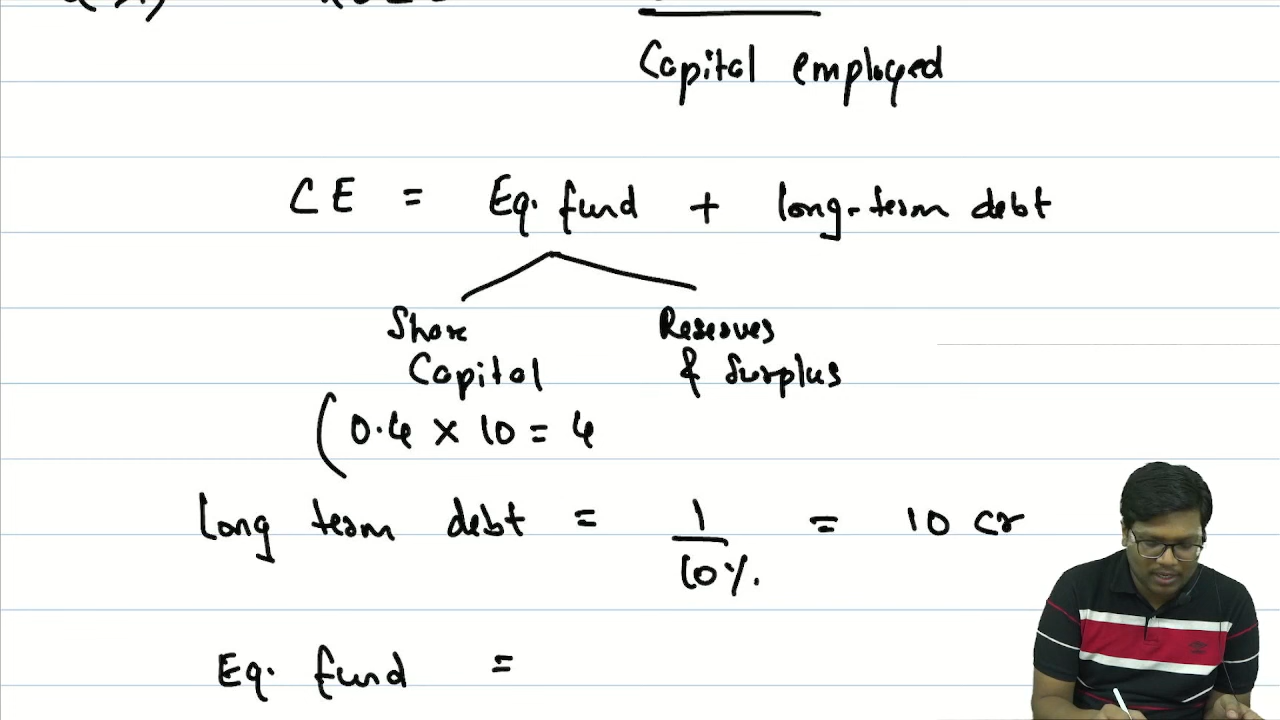 Capital employed
CE = Eq. fund + long-term debt
Share Reserves
Capital & Surplus
(0.4 × 10 = 4
Long term debt = 1 / 10% = 10 cr
Eq. fund =